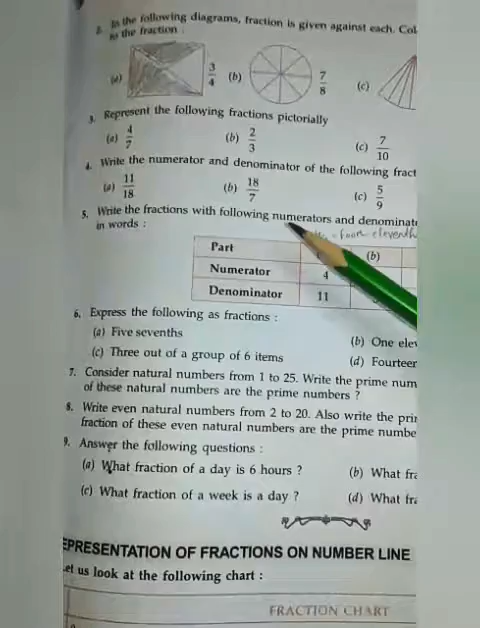 2. In the following diagrams, fraction is given against each. Col
to the fraction.
(a) 3/4 (b) 7/8 (c)
3. Represent the following fractions pictorially
(a) 4/7 (b) 2/3 (c) 7/10
4. Write the numerator and denominator of the following fract
(a) 11/18 (b) 18/7 (c) 5/9
5. Write the fractions with following numerators and denominat
in words :
four elevenths
Part (b)
Numerator 4
Denominator 11
6. Express the following as fractions :
(a) Five sevenths (b) One elev
(c) Three out of a group of 6 items (d) Fourteen
7. Consider natural numbers from 1 to 25. Write the prime num
of these natural numbers are the prime numbers ?
8. Write even natural numbers from 2 to 20. Also write the prim
fraction of these even natural numbers are the prime numbe
9. Answer the following questions :
(a) What fraction of a day is 6 hours ? (b) What fra
(c) What fraction of a week is a day ? (d) What fra
EPRESENTATION OF FRACTIONS ON NUMBER LINE
et us look at the following chart :
FRACTION CHART